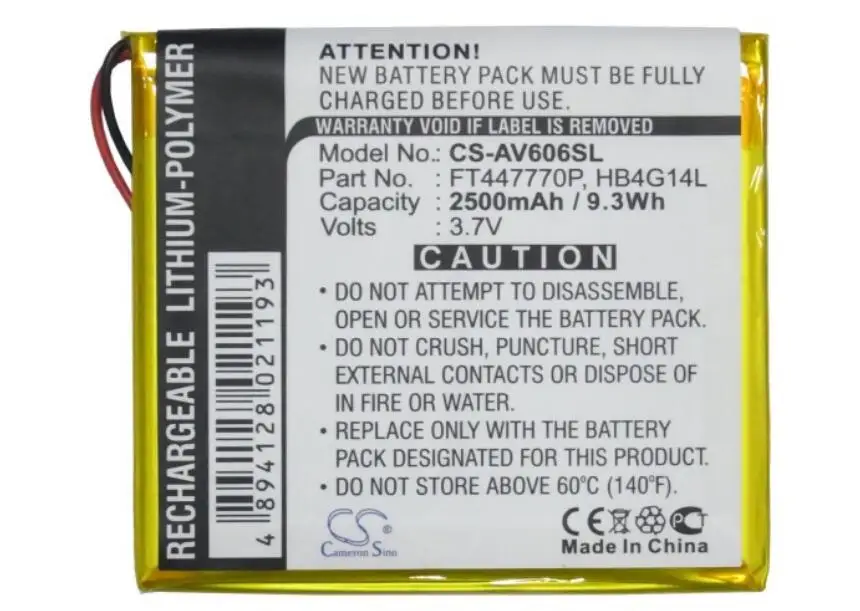 RECHARGEABLE LITHIUM-POLYMER
4894128021193
ATTENTION!
NEW BATTERY PACK MUST BE FULLY
CHARGED BEFORE USE.
WARRANTY VOID IF LABEL IS REMOVED
Model No.: CS-AV606SL
Part No. : FT447770P, HB4G14L
Capacity : 2500mAh / 9.3Wh
Volts : 3.7V
CAUTION
• DO NOT ATTEMPT TO DISASSEMBLE,
OPEN OR SERVICE THE BATTERY PACK.
• DO NOT CRUSH, PUNCTURE, SHORT
EXTERNAL CONTACTS OR DISPOSE OF
IN FIRE OR WATER.
• REPLACE ONLY WITH THE BATTERY
PACK DESIGNATED FOR THIS PRODUCT.
• DO NOT STORE ABOVE 60°C (140°F).
CS ®
Cameron Sino
CE PCT
Made In China